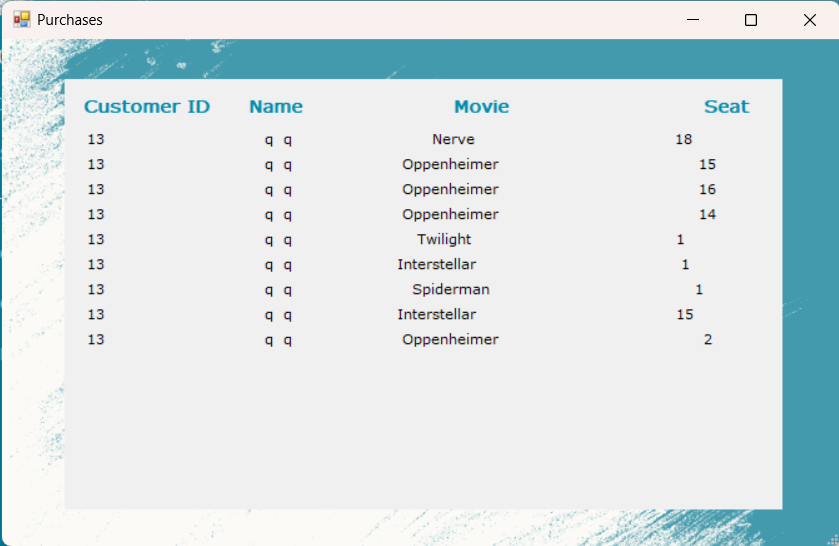 Purchases
Customer ID Name Movie Seat
13 q q Nerve 18
13 q q Oppenheimer 15
13 q q Oppenheimer 16
13 q q Oppenheimer 14
13 q q Twilight 1
13 q q Interstellar 1
13 q q Spiderman 1
13 q q Interstellar 15
13 q q Oppenheimer 2